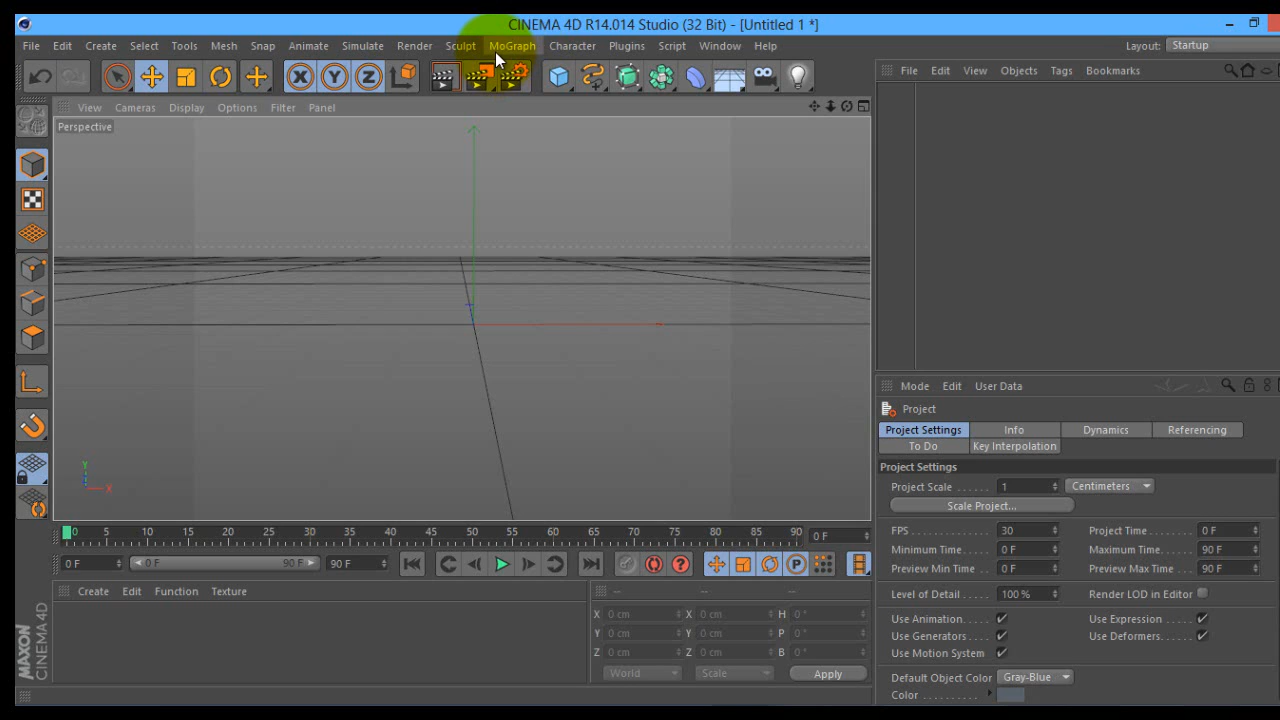 CINEMA 4D R14.014 Studio (32 Bit) - [Untitled 1 *]
File Edit Create Select Tools Mesh Snap Animate Simulate Render Sculpt MoGraph Character Plugins Script Window Help Layout: Startup
X Y Z
File Edit View Objects Tags Bookmarks
View Cameras Display Options Filter Panel
Perspective
Y
X
Mode Edit User Data
Project
Project Settings Info Dynamics Referencing
To Do Key Interpolation
Project Settings
Project Scale ...... 1 Centimeters
Scale Project...
FPS .............. 30 Project Time ....... 0 F
Minimum Time... 0 F Maximum Time.... 90 F
Preview Min Time .. 0 F Preview Max Time .. 90 F
Level of Detail ..... 100 % Render LOD in Editor
Use Animation..... Use Expression .....
Use Generators .... Use Deformers......
Use Motion System
Default Object Color Gray-Blue
Color ..........
0 5 10 15 20 25 30 35 40 45 50 55 60 65 70 75 80 85 90 0 F
0 F 0 F 90 F 90 F
P
Create Edit Function Texture
-- -- --
X 0 cm X 0 cm H 0 °
Y 0 cm Y 0 cm P 0 °
Z 0 cm Z 0 cm B 0 °
World Scale Apply
MAXON
CINEMA 4D